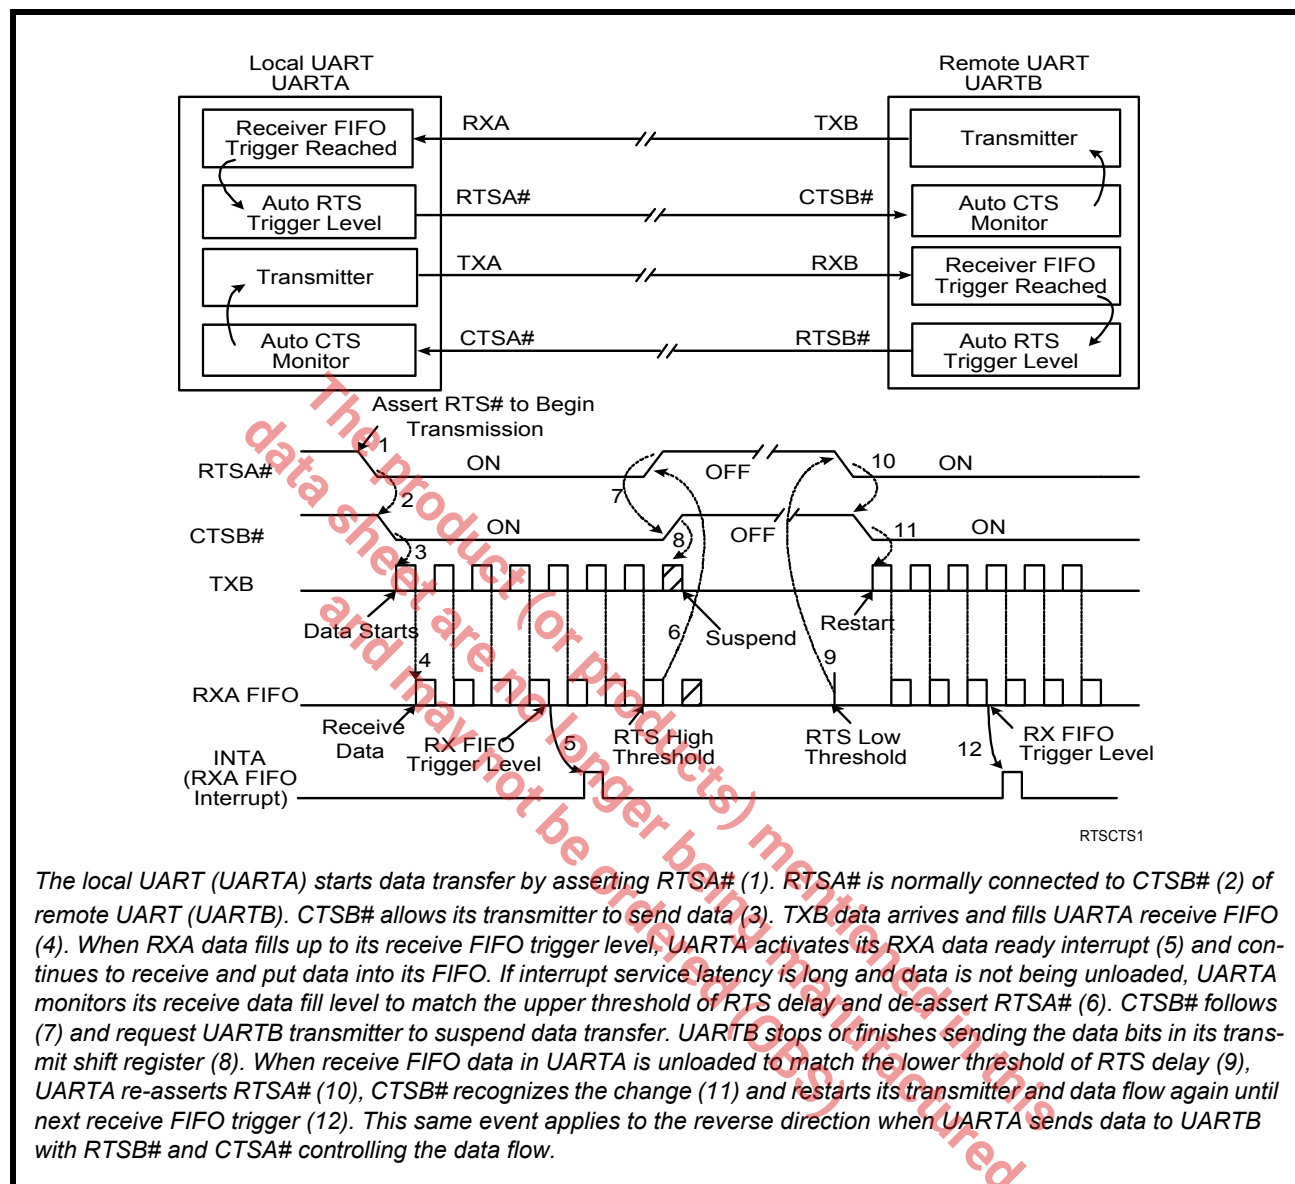 Local UART
UARTA
Remote UART
UARTB
Receiver FIFO
Trigger Reached
RXA
TXB
Transmitter
Auto RTS
Trigger Level
RTSA#
CTSB#
Auto CTS
Monitor
Transmitter
TXA
RXB
Receiver FIFO
Trigger Reached
Auto CTS
Monitor
CTSA#
RTSB#
Auto RTS
Trigger Level
Assert RTS# to Begin
Transmission
1
RTSA#
ON
OFF
10
ON
2
7
CTSB#
ON
OFF
11
ON
3
8
TXB
Data Starts
6
Suspend
Restart
4
9
RXA FIFO
Receive
Data
RX FIFO
Trigger Level
5
RTS High
Threshold
RTS Low
Threshold
12
RX FIFO
Trigger Level
INTA
(RXA FIFO
Interrupt)
RTSCTS1
The local UART (UARTA) starts data transfer by asserting RTSA# (1). RTSA# is normally connected to CTSB# (2) of
remote UART (UARTB). CTSB# allows its transmitter to send data (3). TXB data arrives and fills UARTA receive FIFO
(4). When RXA data fills up to its receive FIFO trigger level, UARTA activates its RXA data ready interrupt (5) and con-
tinues to receive and put data into its FIFO. If interrupt service latency is long and data is not being unloaded, UARTA
monitors its receive data fill level to match the upper threshold of RTS delay and de-assert RTSA# (6). CTSB# follows
(7) and request UARTB transmitter to suspend data transfer. UARTB stops or finishes sending the data bits in its trans-
mit shift register (8). When receive FIFO data in UARTA is unloaded to match the lower threshold of RTS delay (9),
UARTA re-asserts RTSA# (10), CTSB# recognizes the change (11) and restarts its transmitter and data flow again until
next receive FIFO trigger (12). This same event applies to the reverse direction when UARTA sends data to UARTB
with RTSB# and CTSA# controlling the data flow.
The product (or products) mentioned in this
data sheet are no longer being manufactured
and may not be ordered (OBS)